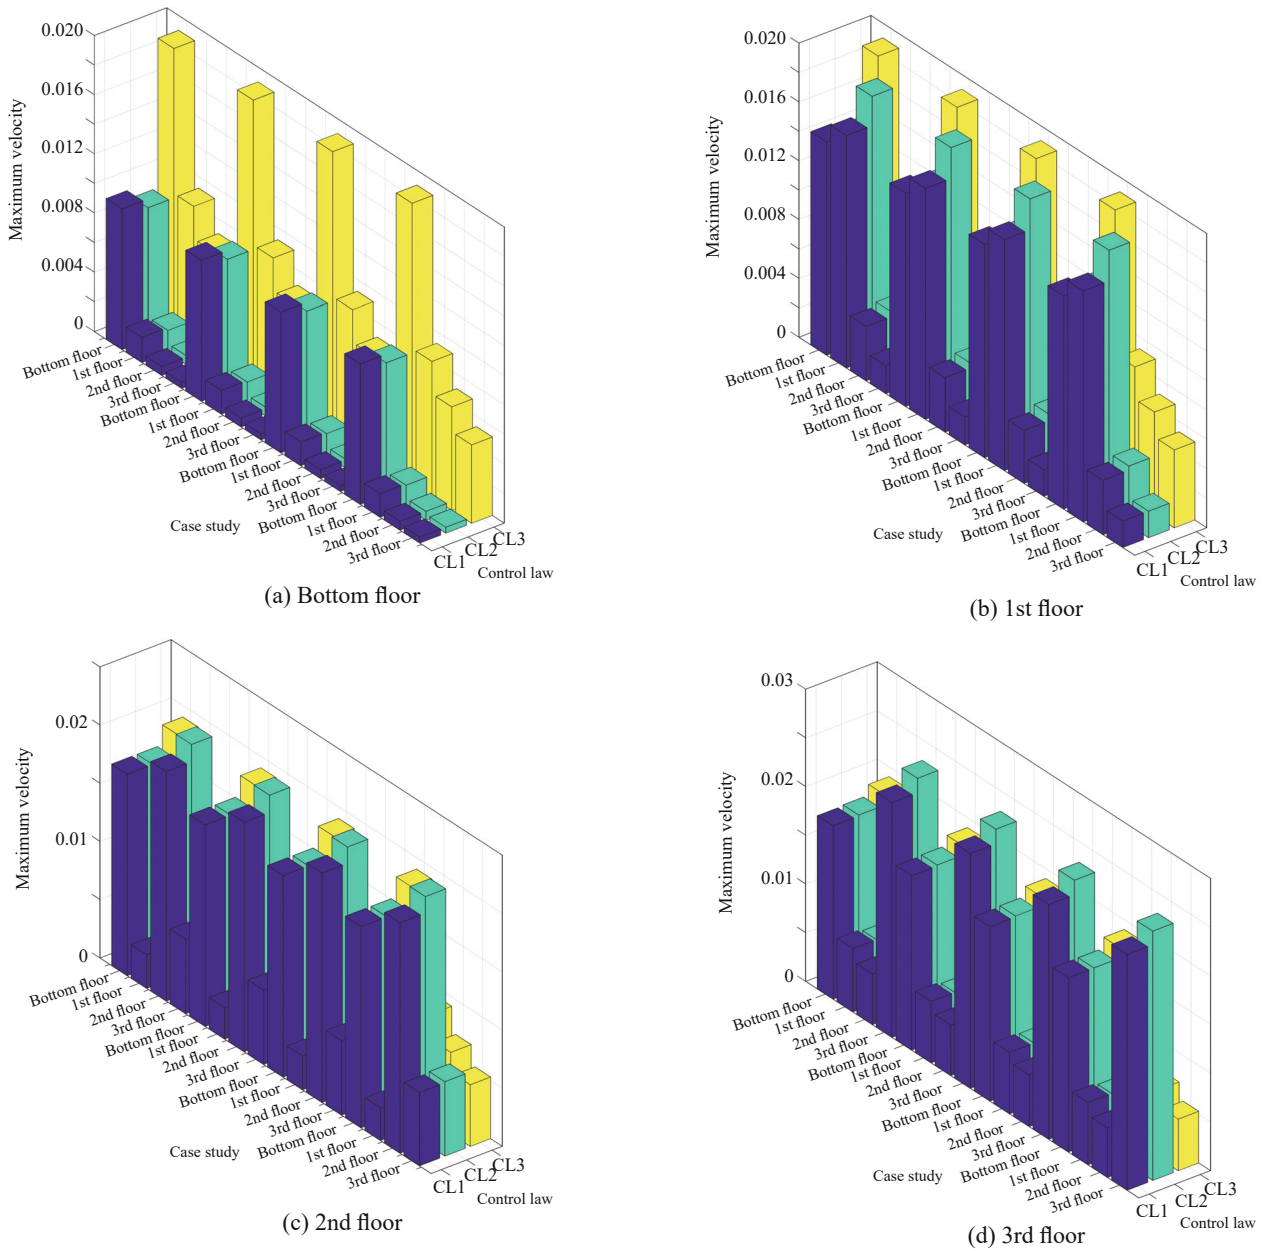 0.020
0.016
0.012
0.008
0.004
0
Maximum velocity
Bottom floor
1st floor
2nd floor
3rd floor
Bottom floor
1st floor
2nd floor
3rd floor
Bottom floor
1st floor
2nd floor
3rd floor
Bottom floor
1st floor
2nd floor
3rd floor
Case study
CL1
CL2
CL3
Control law
(a) Bottom floor
0.020
0.016
0.012
0.008
0.004
0
Maximum velocity
Bottom floor
1st floor
2nd floor
3rd floor
Bottom floor
1st floor
2nd floor
3rd floor
Bottom floor
1st floor
2nd floor
3rd floor
Bottom floor
1st floor
2nd floor
3rd floor
Case study
CL1
CL2
CL3
Control law
(b) 1st floor
0.02
0.01
0
Maximum velocity
Bottom floor
1st floor
2nd floor
3rd floor
Bottom floor
1st floor
2nd floor
3rd floor
Bottom floor
1st floor
2nd floor
3rd floor
Bottom floor
1st floor
2nd floor
3rd floor
Case study
CL1
CL2
CL3
Control law
(c) 2nd floor
0.03
0.02
0.01
0
Maximum velocity
Bottom floor
1st floor
2nd floor
3rd floor
Bottom floor
1st floor
2nd floor
3rd floor
Bottom floor
1st floor
2nd floor
3rd floor
Bottom floor
1st floor
2nd floor
3rd floor
Case study
CL1
CL2
CL3
Control law
(d) 3rd floor